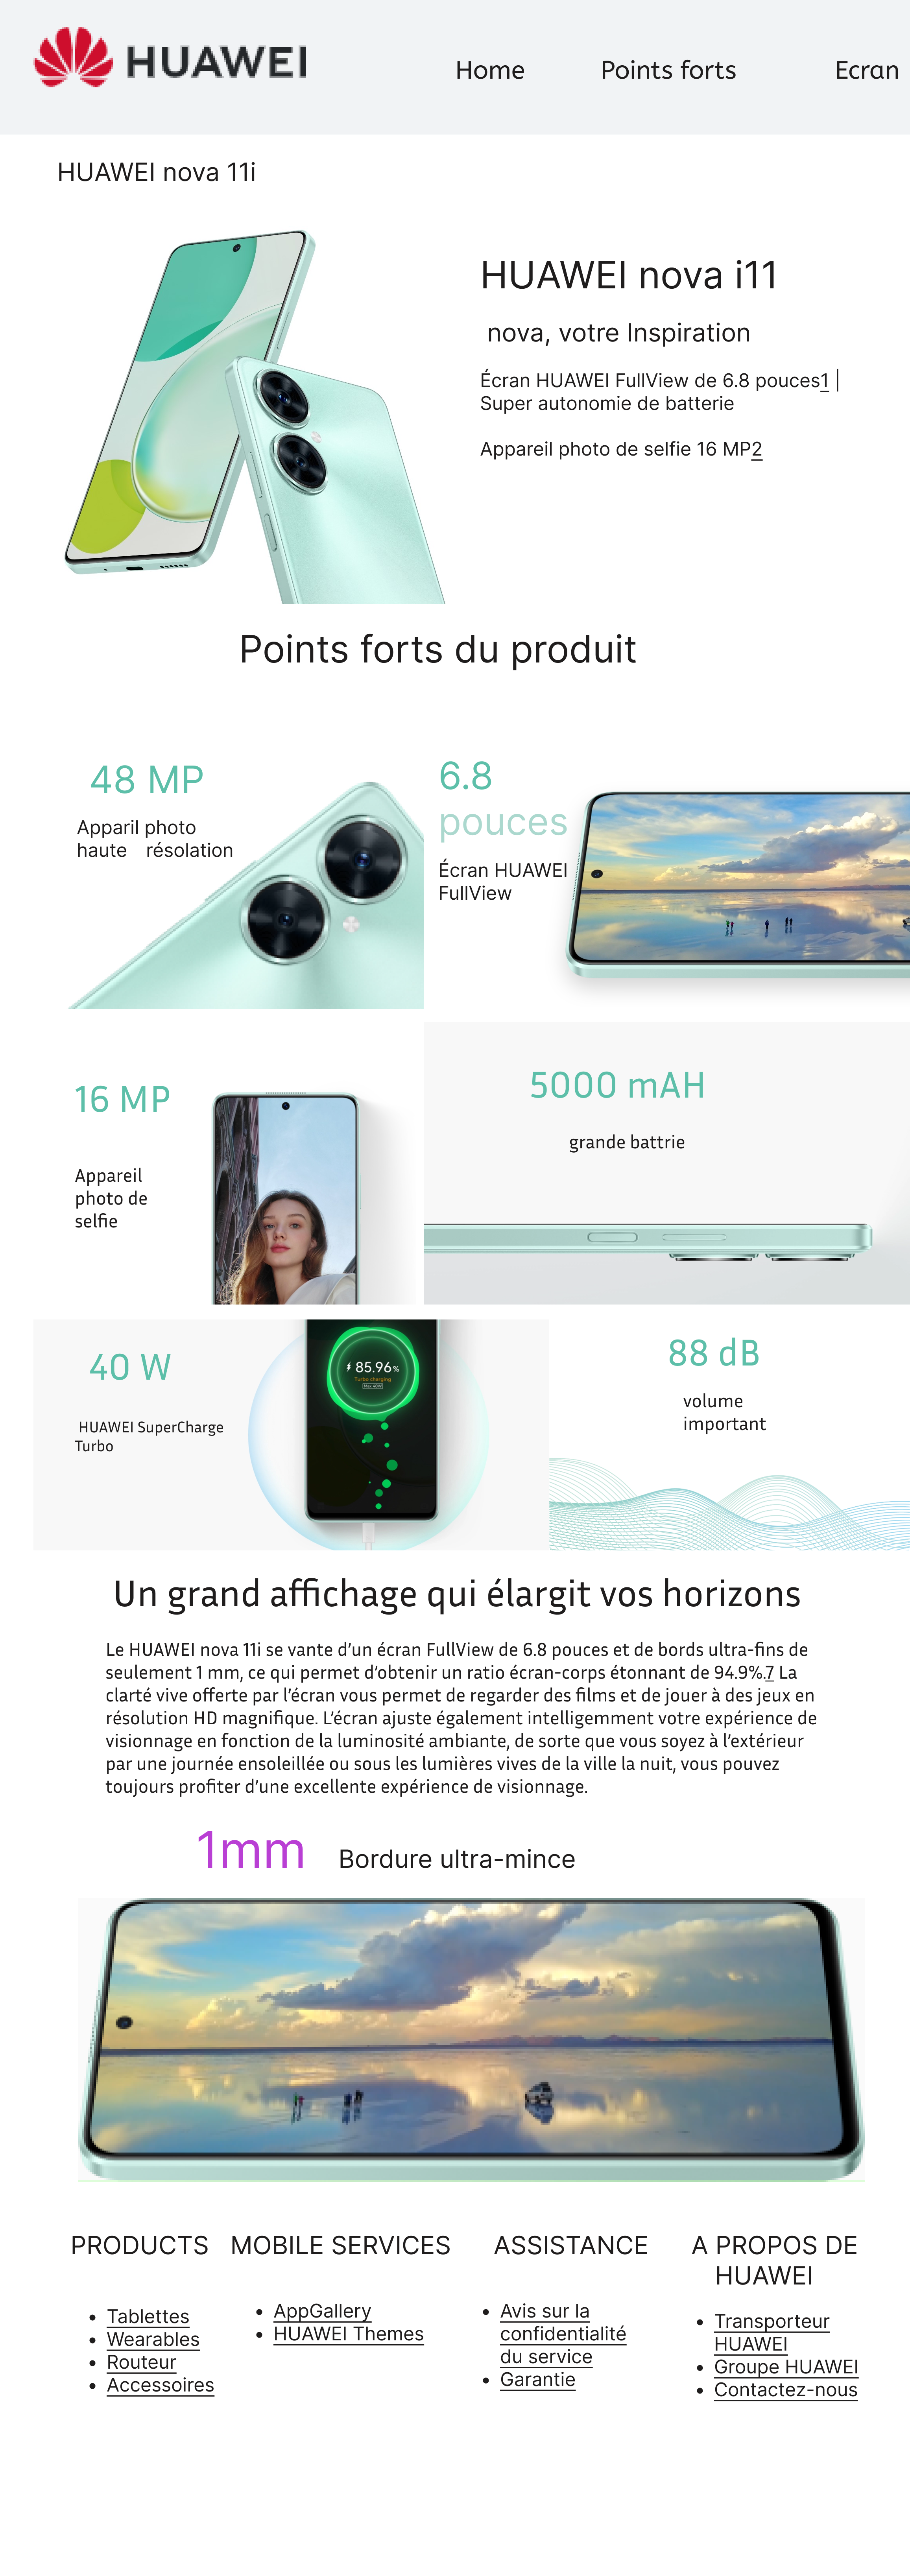 HUAWEI
Home Points forts Ecran
HUAWEI nova 11i
HUAWEI nova i11
nova, votre Inspiration
Écran HUAWEI FullView de 6.8 pouces1 |
Super autonomie de batterie
Appareil photo de selfie 16 MP2
Points forts du produit
48 MP
Apparil photo
haute résolation
6.8
pouces
Écran HUAWEI
FullView
16 MP
Appareil
photo de
selfie
5000 mAH
grande battrie
40 W
HUAWEI SuperCharge
Turbo
85.96%
Turbo charging
Max 40W
88 dB
volume
important
Un grand affichage qui élargit vos horizons
Le HUAWEI nova 11i se vante d’un écran FullView de 6.8 pouces et de bords ultra-fins de
seulement 1 mm, ce qui permet d’obtenir un ratio écran-corps étonnant de 94.9%.7 La
clarté vive offerte par l’écran vous permet de regarder des films et de jouer à des jeux en
résolution HD magnifique. L’écran ajuste également intelligemment votre expérience de
visionnage en fonction de la luminosité ambiante, de sorte que vous soyez à l’extérieur
par une journée ensoleillée ou sous les lumières vives de la ville la nuit, vous pouvez
toujours profiter d’une excellente expérience de visionnage.
1mm Bordure ultra-mince
PRODUCTS
• Tablettes
• Wearables
• Routeur
• Accessoires
MOBILE SERVICES
• AppGallery
• HUAWEI Themes
ASSISTANCE
• Avis sur la
confidentialité
du service
• Garantie
A PROPOS DE
HUAWEI
• Transporteur
HUAWEI
• Groupe HUAWEI
• Contactez-nous